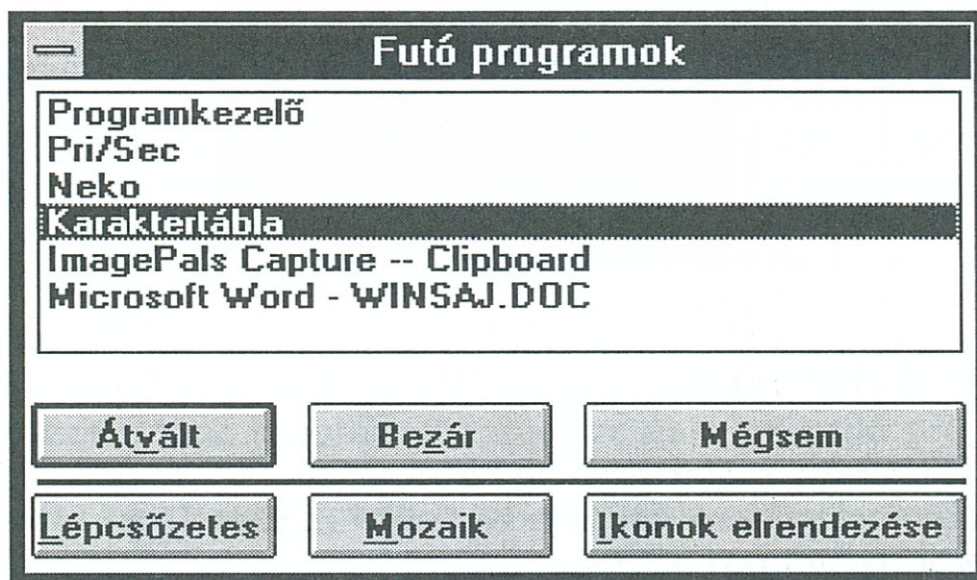 Futó programok
Programkezelő
Pri/Sec
Neko
Karaktertábla
ImagePals Capture -- Clipboard
Microsoft Word - WINSAJ.DOC
Átvált Bezár Mégsem
Lépcsőzetes Mozaik Ikonok elrendezése